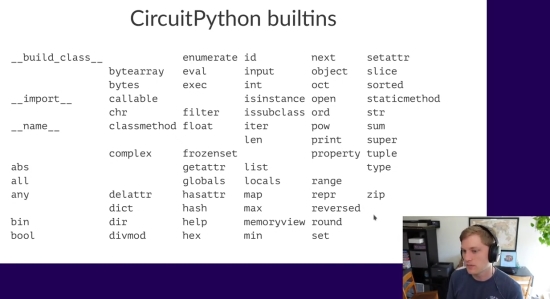 CircuitPython builtins
__build_class__ enumerate id next setattr
bytearray eval input object slice
bytes exec int oct sorted
__import__ callable isinstance open staticmethod
chr filter issubclass ord str
__name__ classmethod float iter pow sum
len print super
complex frozenset property tuple
abs getattr list type
all globals locals range
any delattr hasattr map repr zip
dict hash max reversed
bin dir help memoryview round
bool divmod hex min set